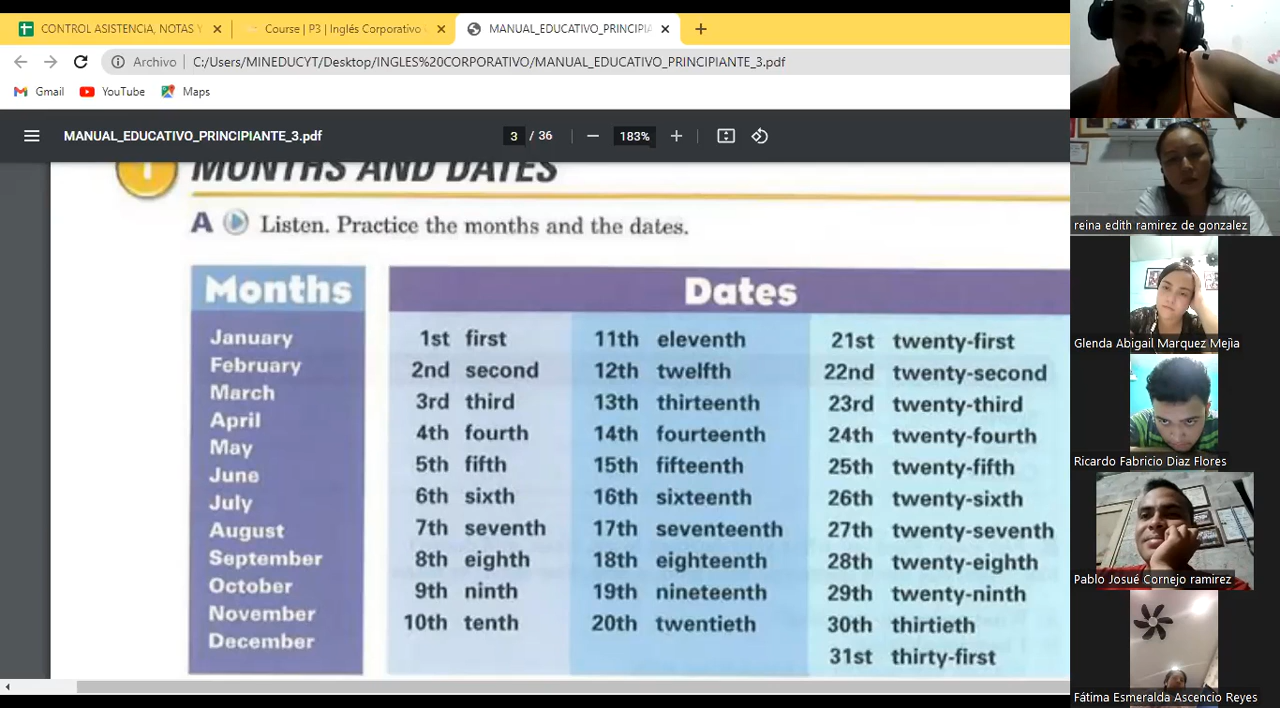 CONTROL ASISTENCIA, NOTAS Y
Course | P3 | Inglés Corporativo
MANUAL_EDUCATIVO_PRINCIPIA
Archivo
C:/Users/MINEDUCYT/Desktop/INGLES%20CORPORATIVO/MANUAL_EDUCATIVO_PRINCIPIANTE_3.pdf
Gmail
YouTube
Maps
MANUAL_EDUCATIVO_PRINCIPIANTE_3.pdf
3 / 36
183%
1 MONTHS AND DATES
A Listen. Practice the months and the dates.
Months
January
February
March
April
May
June
July
August
September
October
November
December
Dates
1st first
2nd second
3rd third
4th fourth
5th fifth
6th sixth
7th seventh
8th eighth
9th ninth
10th tenth
11th eleventh
12th twelfth
13th thirteenth
14th fourteenth
15th fifteenth
16th sixteenth
17th seventeenth
18th eighteenth
19th nineteenth
20th twentieth
21st twenty-first
22nd twenty-second
23rd twenty-third
24th twenty-fourth
25th twenty-fifth
26th twenty-sixth
27th twenty-seventh
28th twenty-eighth
29th twenty-ninth
30th thirtieth
31st thirty-first
reina edith ramirez de gonzalez
Glenda Abigail Marquez Mejia
Ricardo Fabricio Diaz Flores
Pablo Josué Cornejo ramirez
Fátima Esmeralda Ascencio Reyes